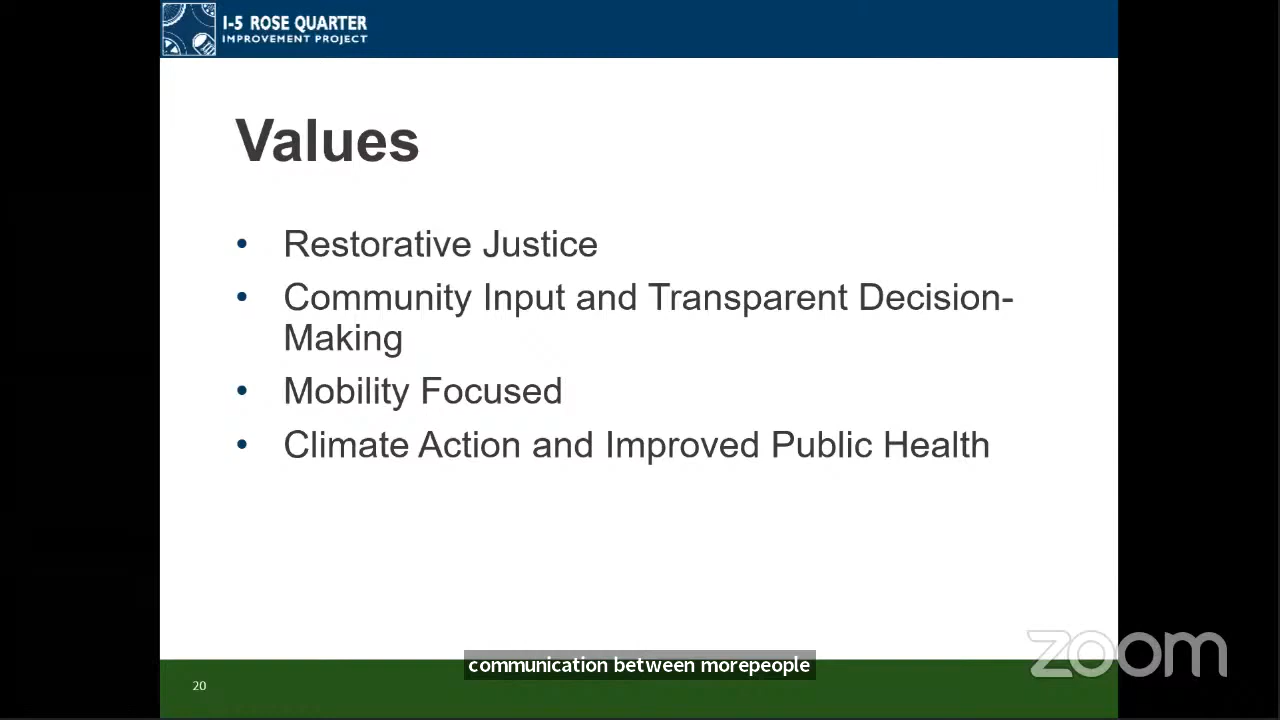 I-5 ROSE QUARTER
IMPROVEMENT PROJECT
Values
• Restorative Justice
• Community Input and Transparent Decision-
Making
• Mobility Focused
• Climate Action and Improved Public Health
zoom
communication between morepeople
20